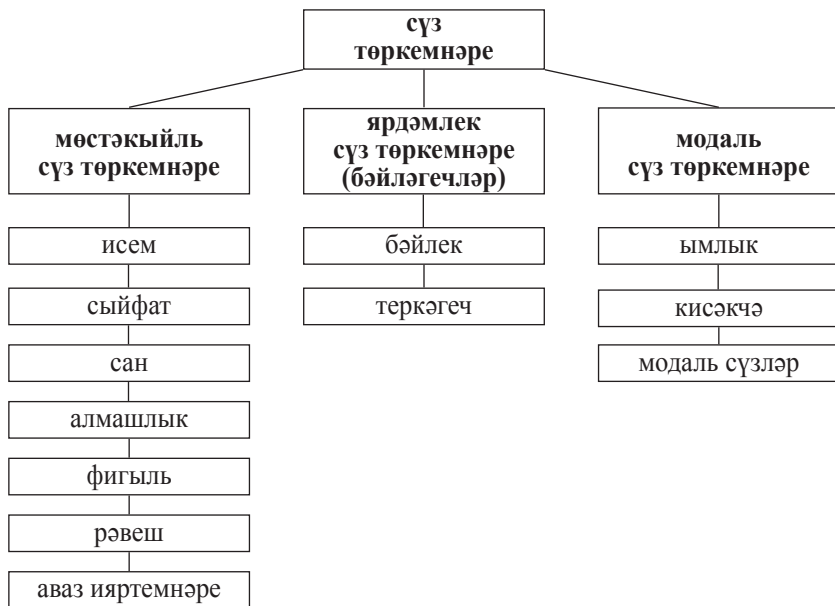 сүз
төркемнәре
мөстәкыйль
сүз төркемнәре
исем
сыйфат
сан
алмашлык
фигыль
рәвеш
аваз ияртемнәре
ярдәмлек
сүз төркемнәре
(бәйләгечләр)
бәйлек
теркәгеч
модаль
сүз төркемнәре
ымлык
кисәкчә
модаль сүзләр